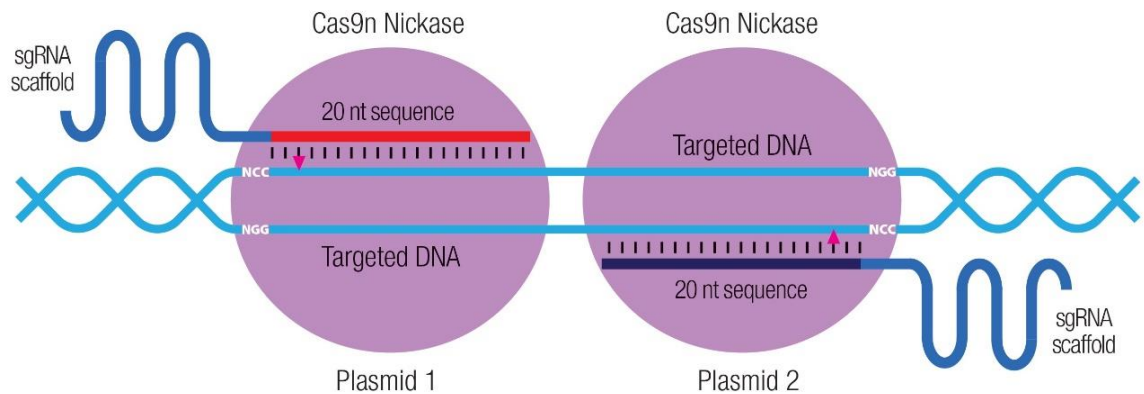 Cas9n Nickase
Cas9n Nickase
sgRNA
scaffold
20 nt sequence
Targeted DNA
NCC
NGG
NGG
NCC
Targeted DNA
20 nt sequence
sgRNA
scaffold
Plasmid 1
Plasmid 2